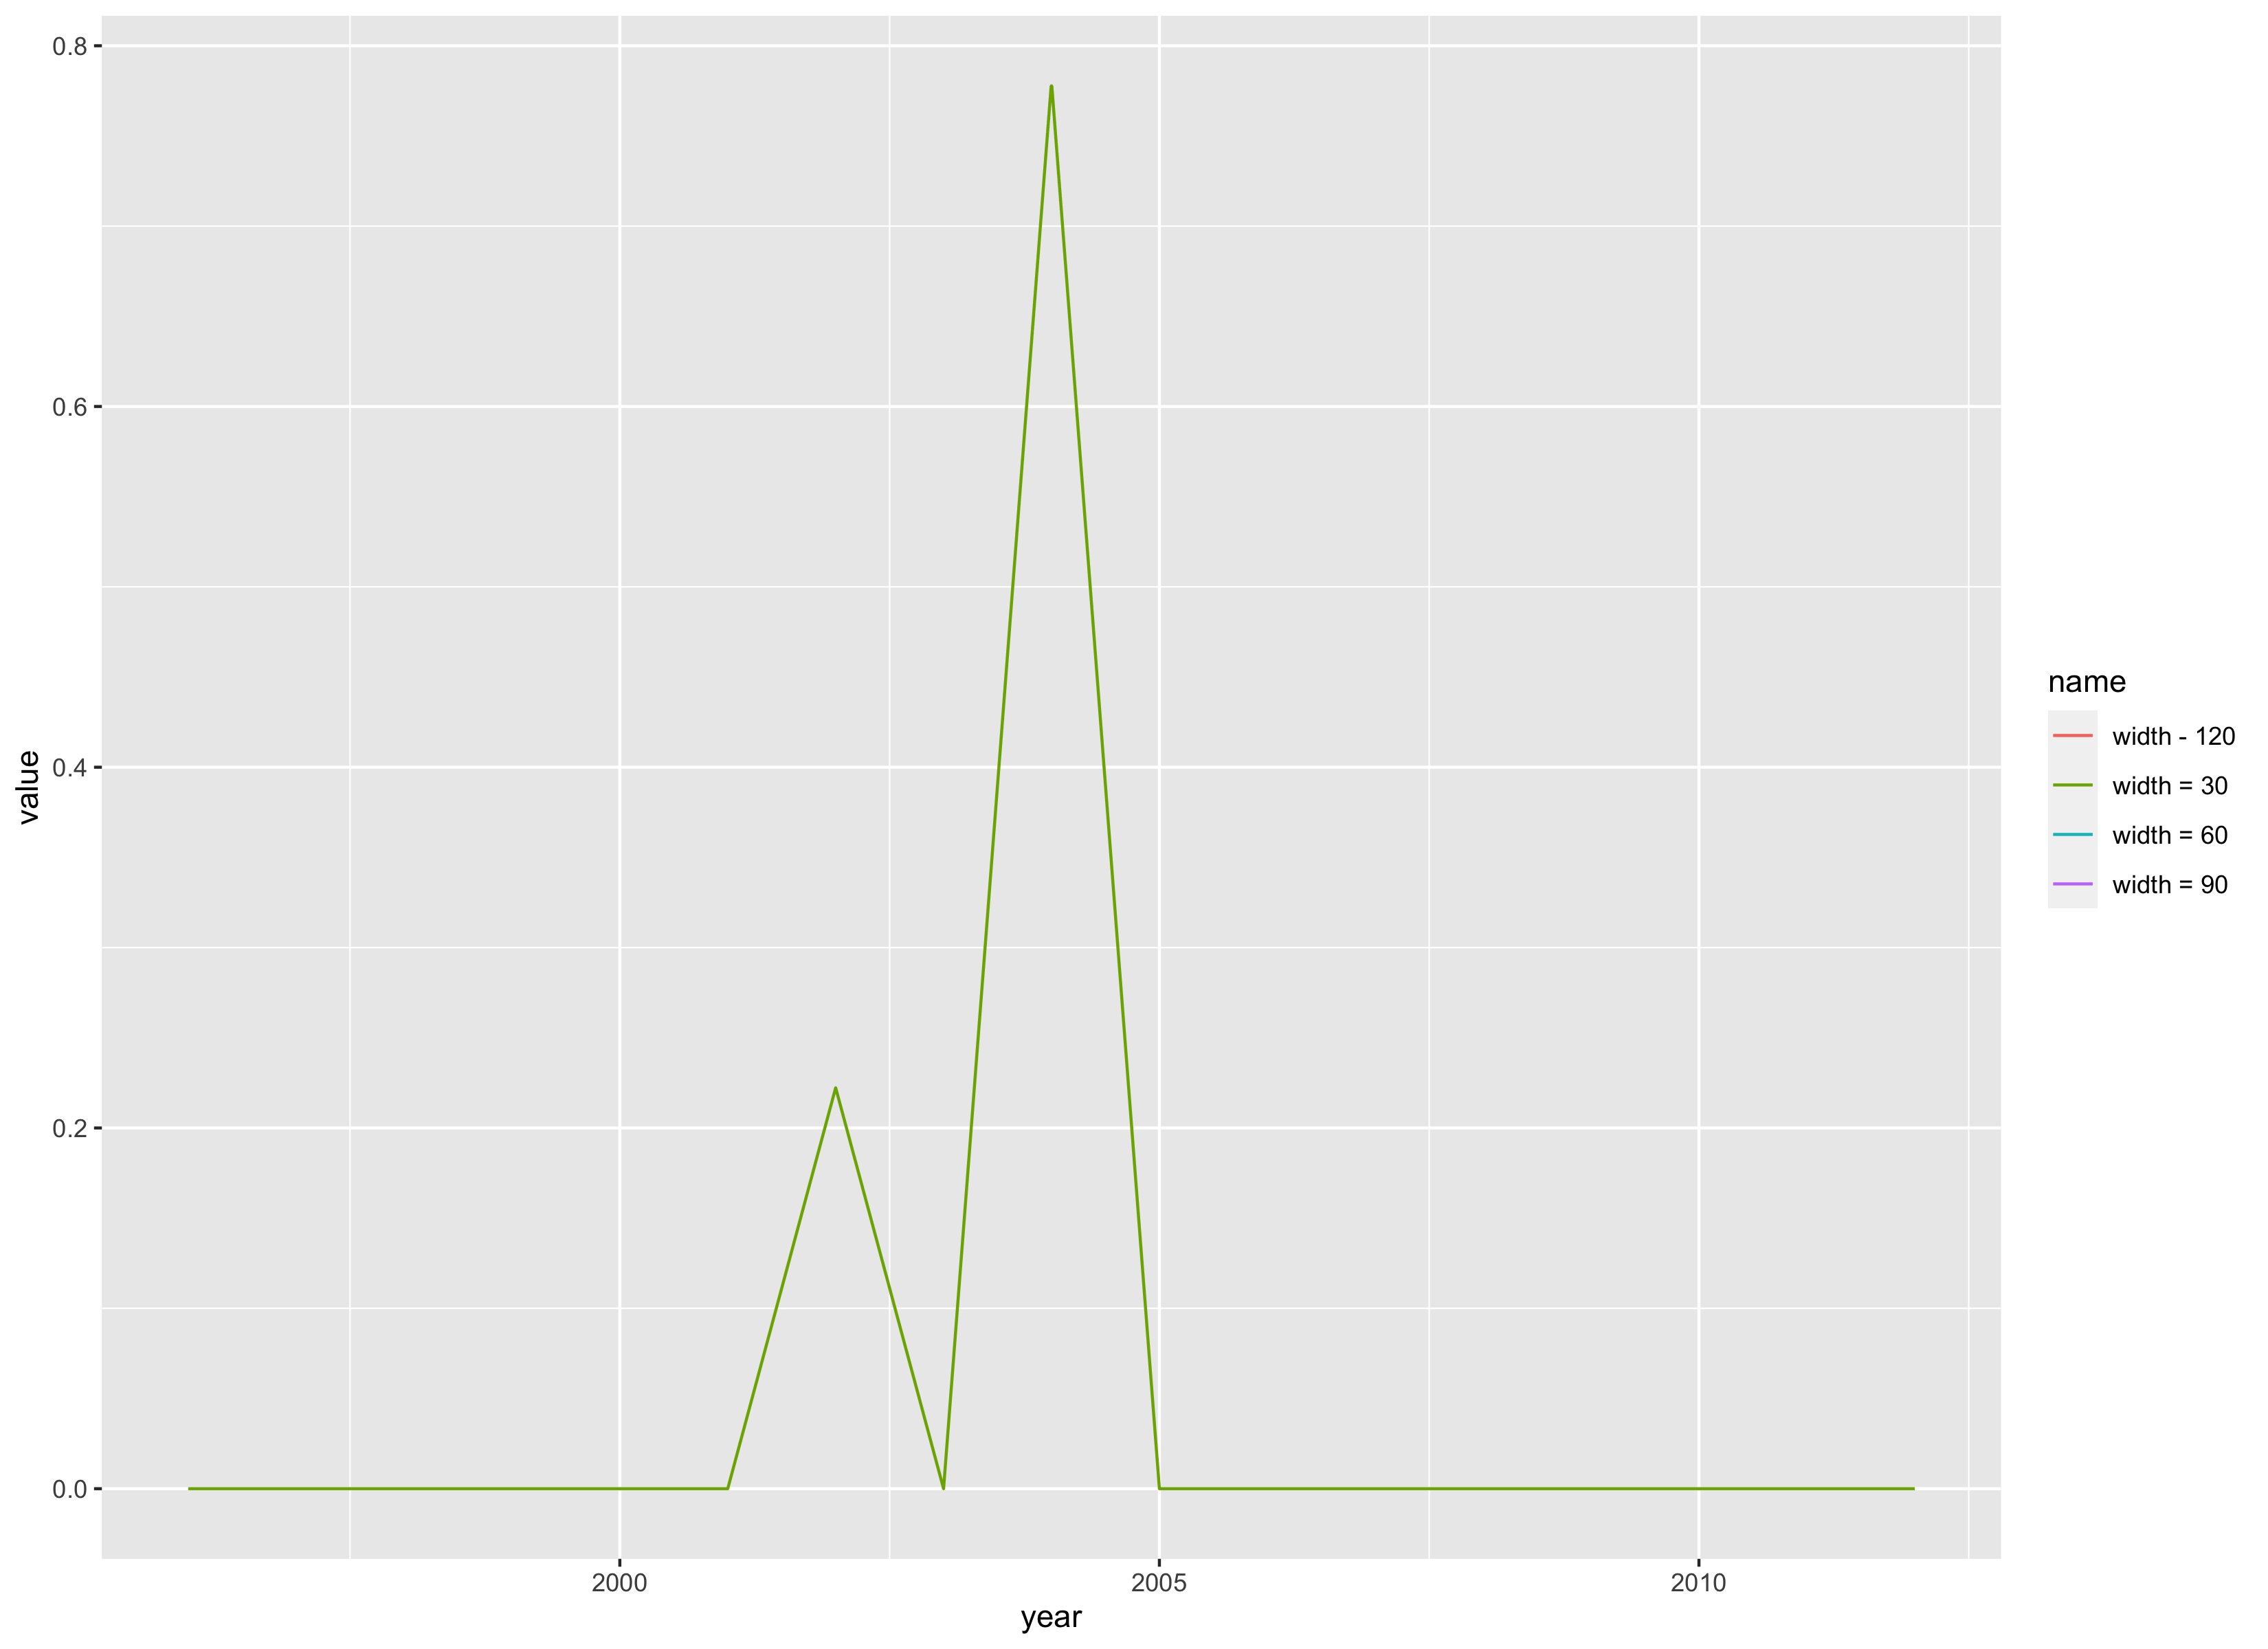 0.8
0.6
0.4
0.2
0.0
value
2000
2005
2010
year
name
width - 120
width = 30
width = 60
width = 90